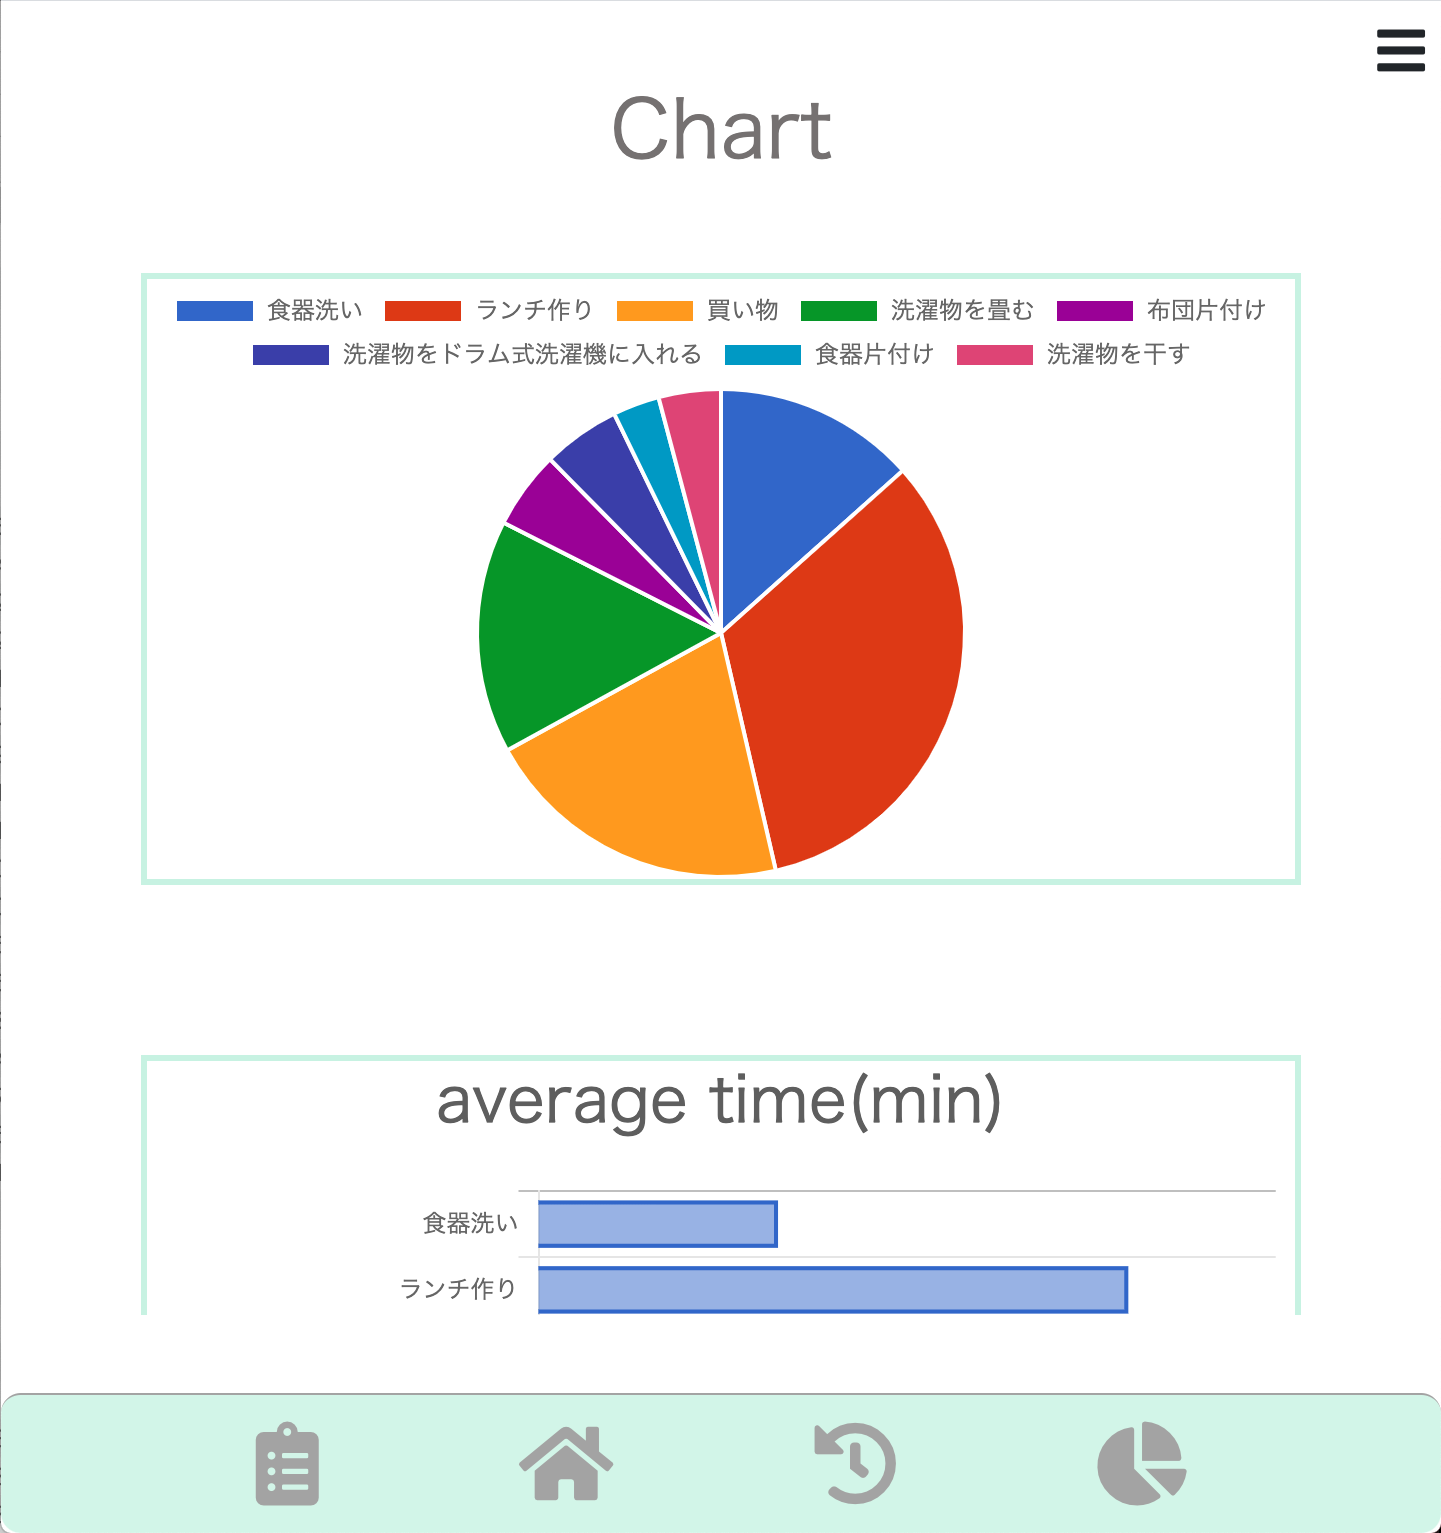 Chart
食器洗い ランチ作り 買い物 洗濯物を畳む 布団片付け
洗濯物をドラム式洗濯機に入れる 食器片付け 洗濯物を干す
average time(min)
食器洗い
ランチ作り